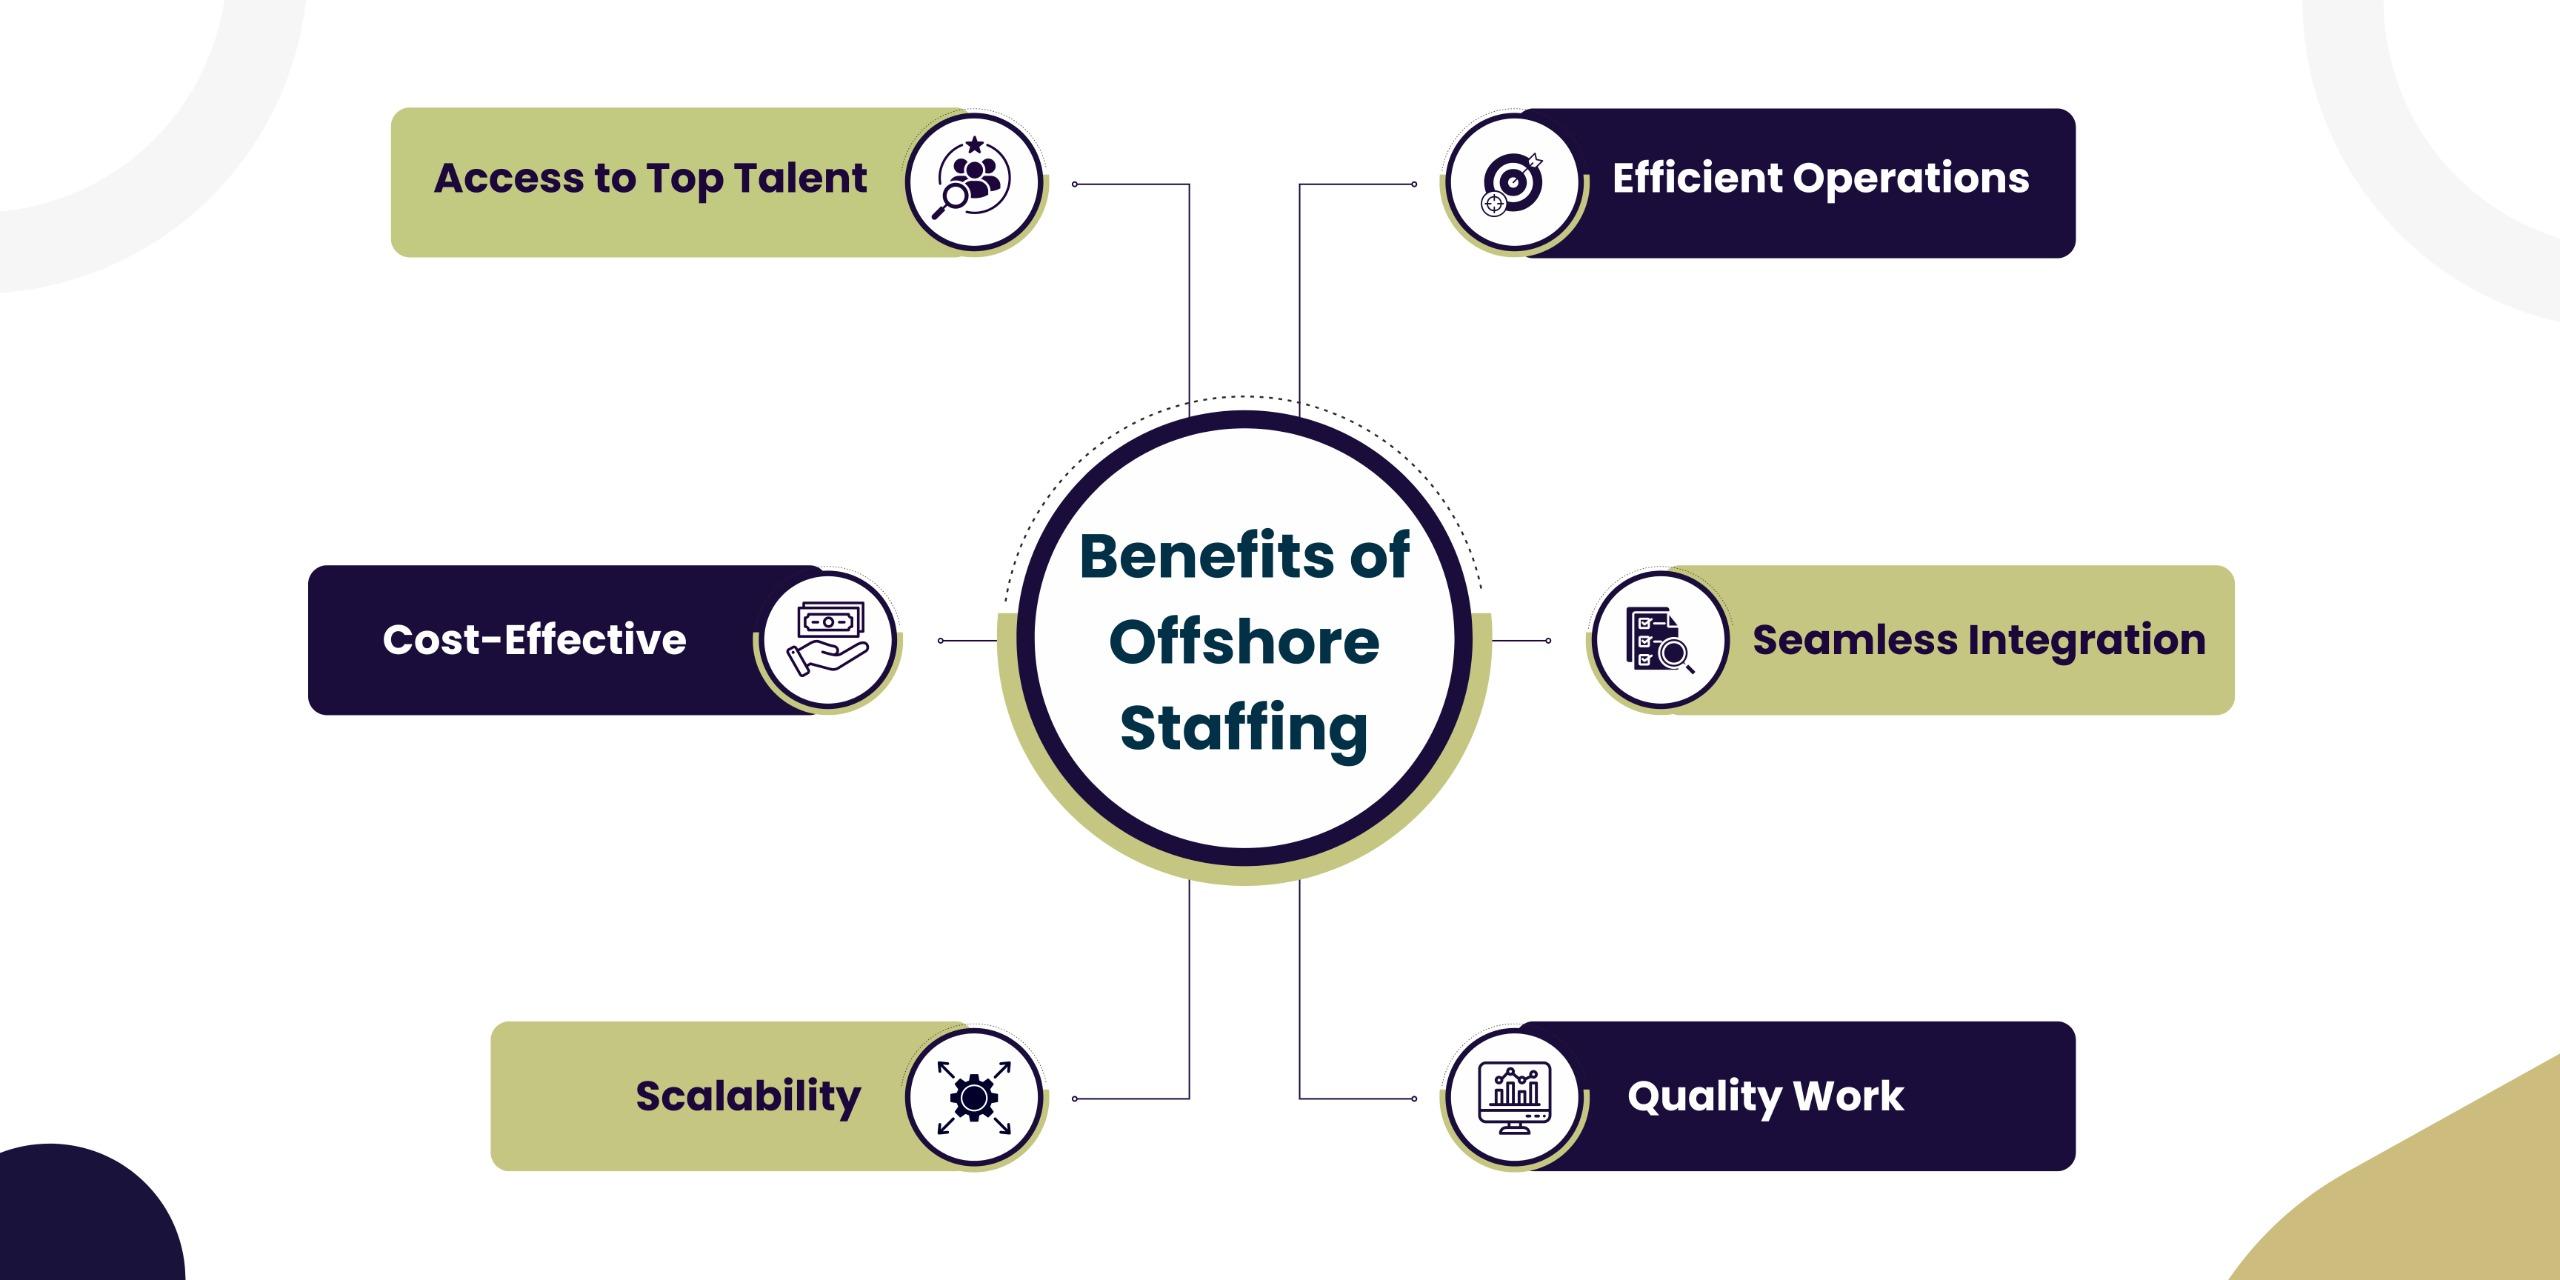 Access to Top Talent
Efficient Operations
Benefits of
Offshore
Staffing
Cost-Effective
Seamless Integration
Scalability
Quality Work